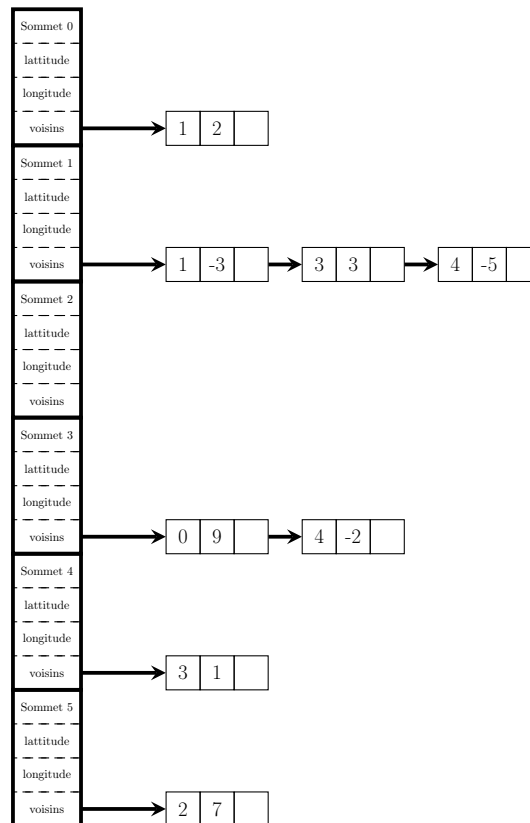 Sommet 0
lattitude
longitude
voisins 1 2
Sommet 1
lattitude
longitude
voisins 1 -3 3 3 4 -5
Sommet 2
lattitude
longitude
voisins
Sommet 3
lattitude
longitude
voisins 0 9 4 -2
Sommet 4
lattitude
longitude
voisins 3 1
Sommet 5
lattitude
longitude
voisins 2 7